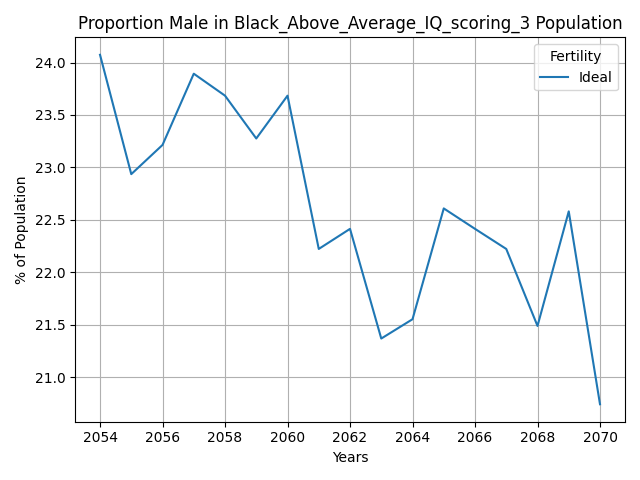 Proportion Male in Black_Above_Average_IQ_scoring_3 Population
Fertility
Ideal
% of Population
24.0
23.5
23.0
22.5
22.0
21.5
21.0
2054 2056 2058 2060 2062 2064 2066 2068 2070
Years